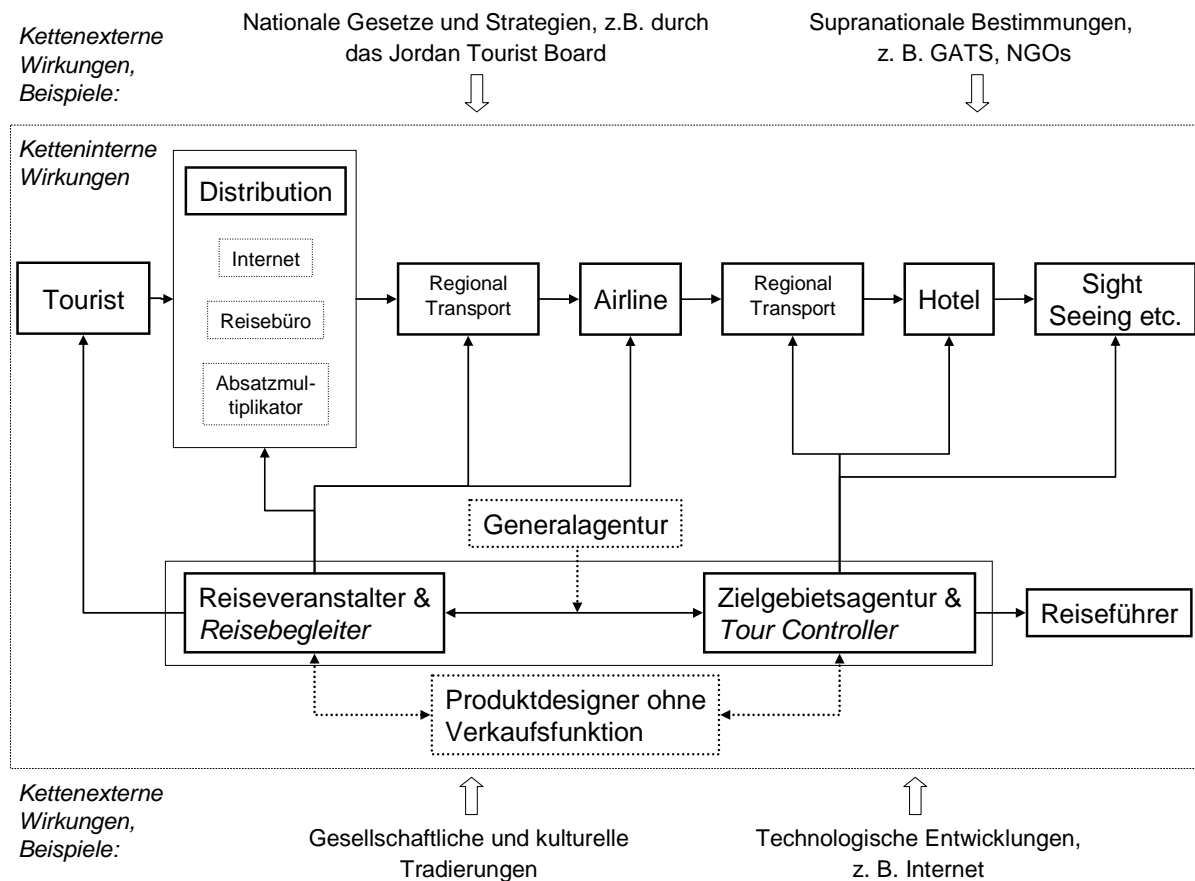 Kettenexterne
Wirkungen,
Beispiele:
Nationale Gesetze und Strategien, z.B. durch
das Jordan Tourist Board
Supranationale Bestimmungen,
z. B. GATS, NGOs
Ketteninterne
Wirkungen
Distribution
Internet
Reisebüro
Absatzmul-
tiplikator
Tourist
Regional
Transport
Airline
Regional
Transport
Hotel
Sight
Seeing etc.
Generalagentur
Reiseveranstalter &
Reisebegleiter
Zielgebietsagentur &
Tour Controller
Reiseführer
Produktdesigner ohne
Verkaufsfunktion
Kettenexterne
Wirkungen,
Beispiele:
Gesellschaftliche und kulturelle
Tradierungen
Technologische Entwicklungen,
z. B. Internet